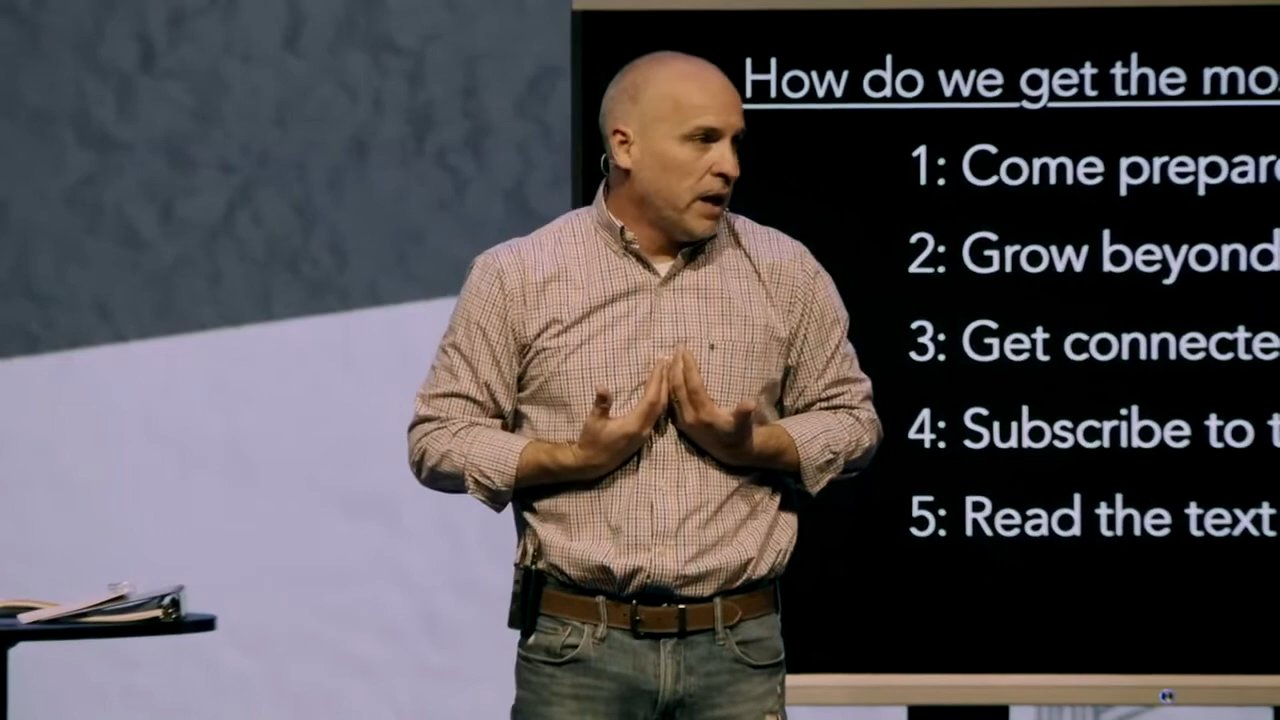 How do we get the mo
1: Come prepar
2: Grow beyond
3: Get connecte
4: Subscribe to t
5: Read the text